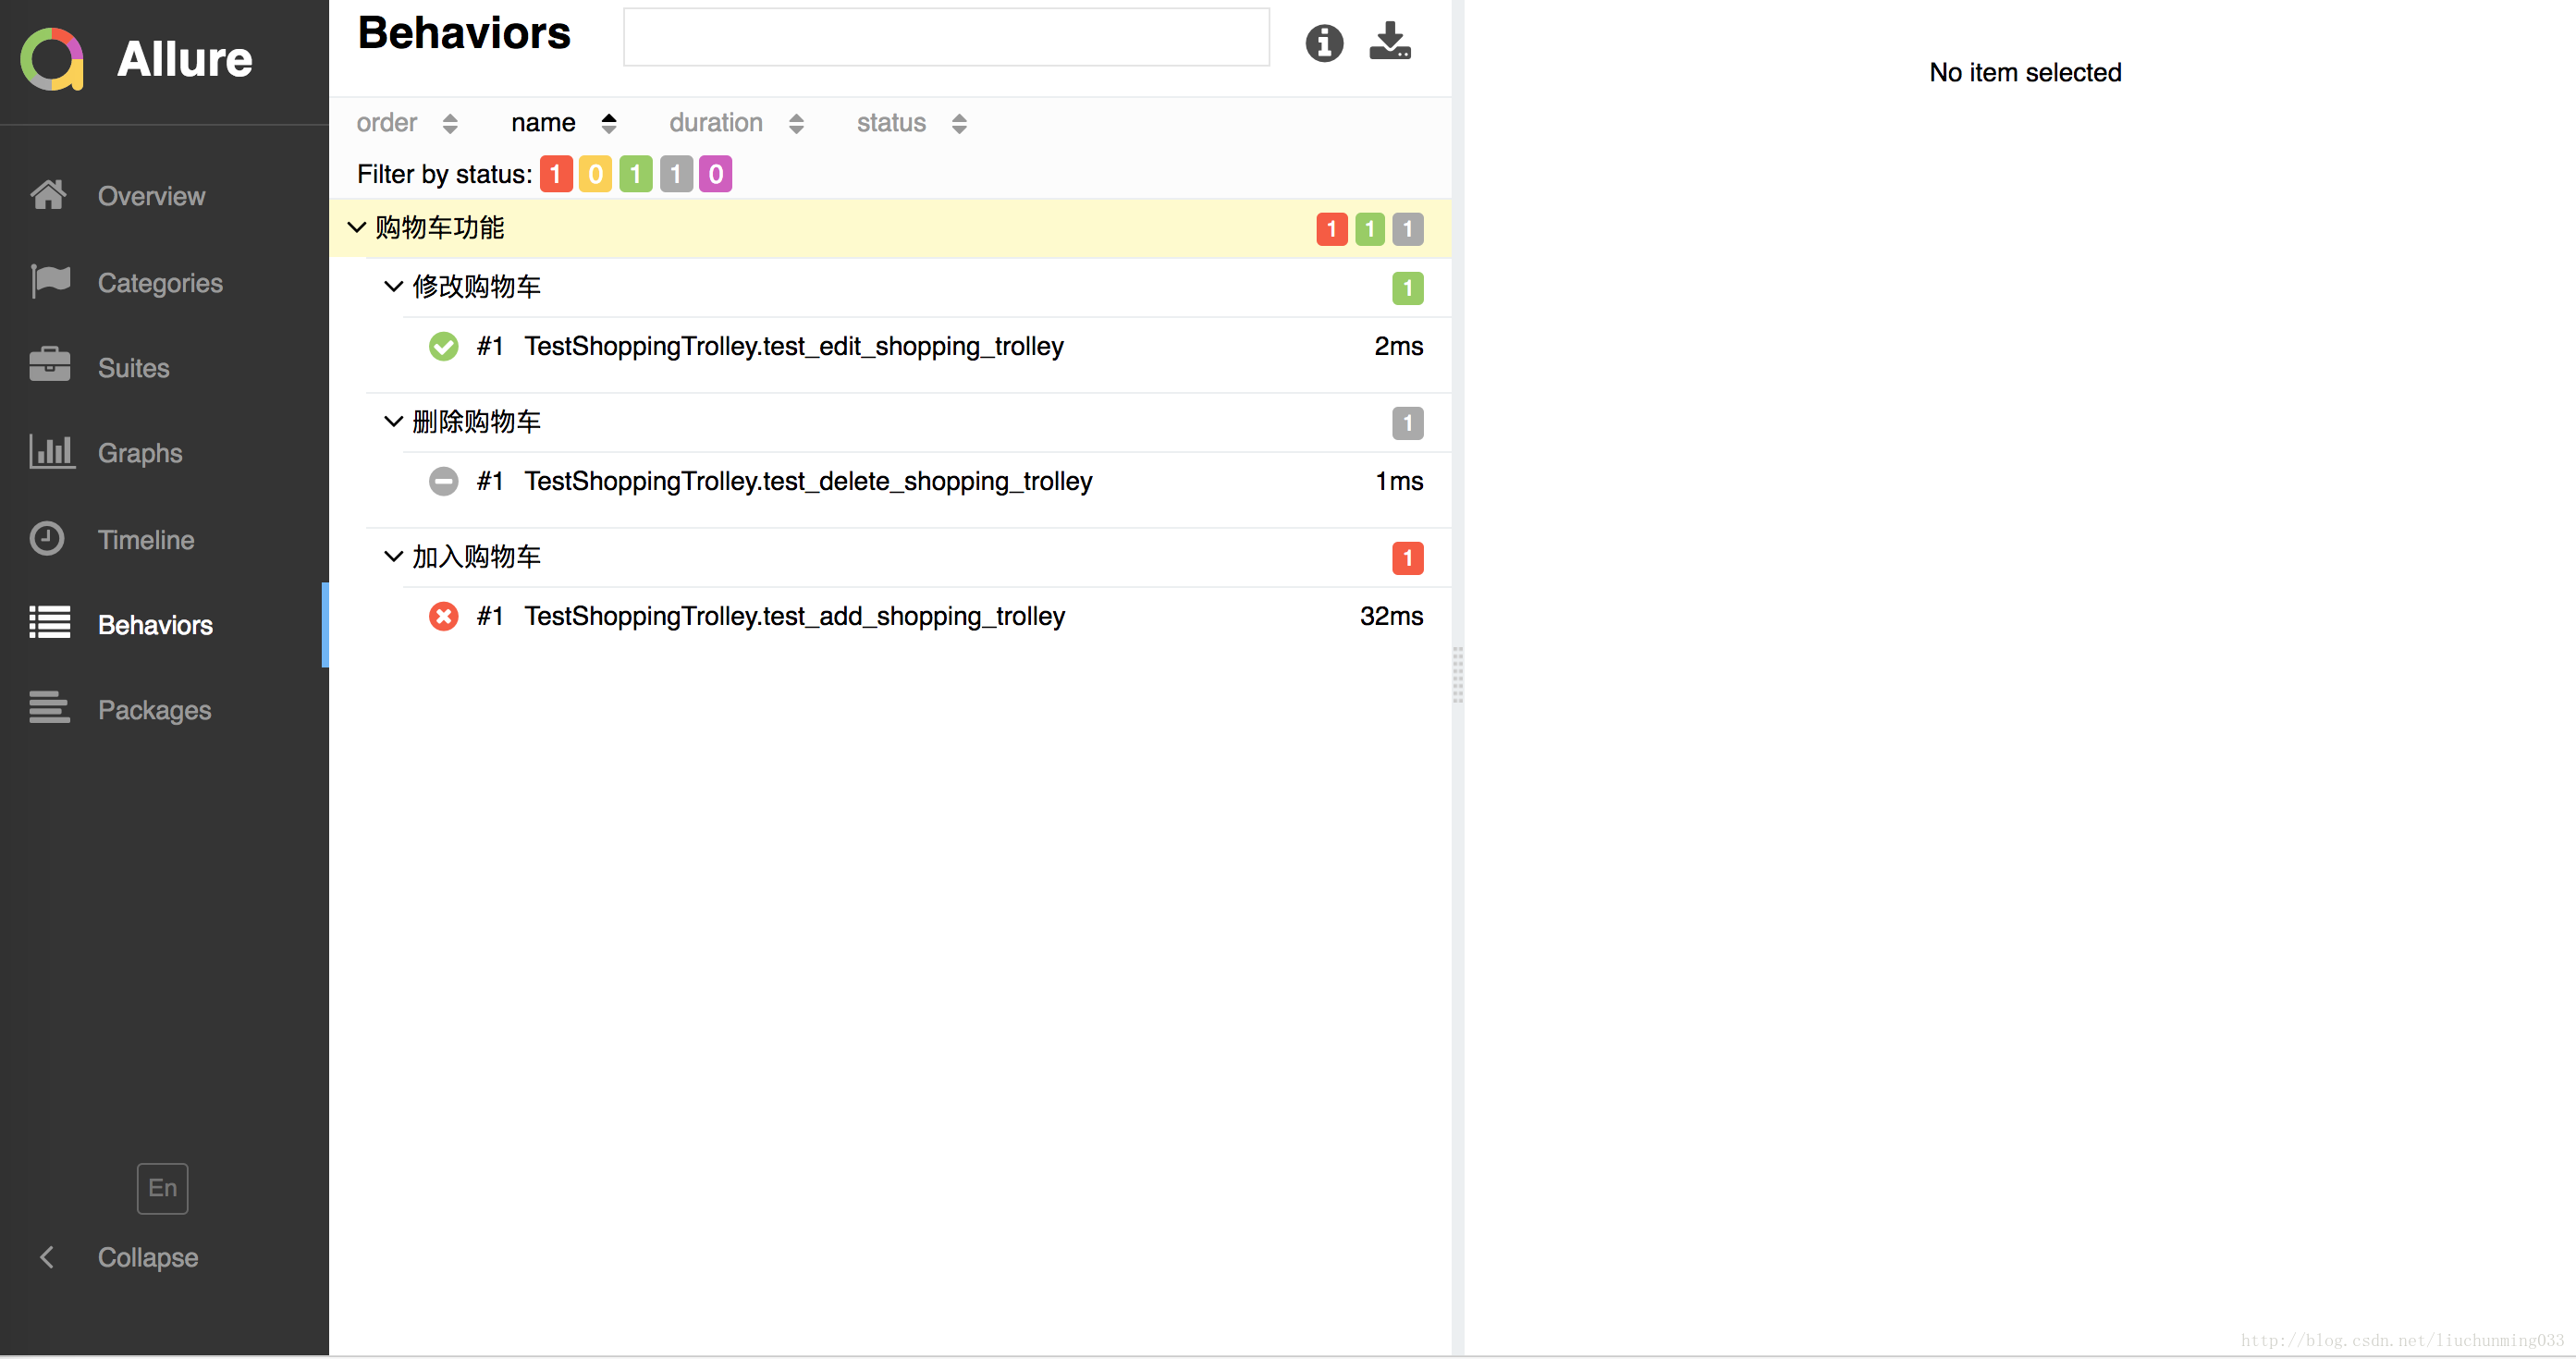 Allure
Overview
Categories
Suites
Graphs
Timeline
Behaviors
Packages
En
Collapse
Behaviors
order name duration status
Filter by status: 1 0 1 1 0
购物车功能 1 1 1
修改购物车 1
#1 TestShoppingTrolley.test_edit_shopping_trolley 2ms
删除购物车 1
#1 TestShoppingTrolley.test_delete_shopping_trolley 1ms
加入购物车 1
#1 TestShoppingTrolley.test_add_shopping_trolley 32ms
No item selected
http://blog.csdn.net/liuchunming033